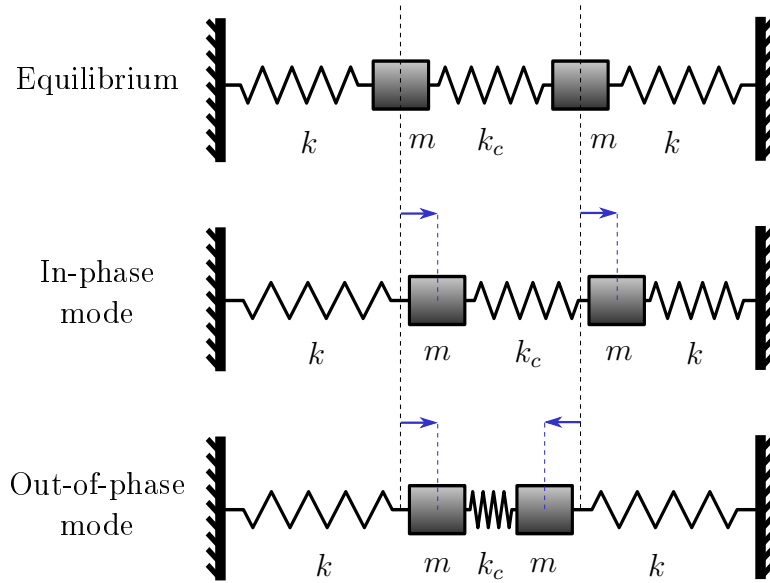 Equilibrium
k m k_c m k
In-phase
mode
k m k_c m k
Out-of-phase
mode
k m k_c m k